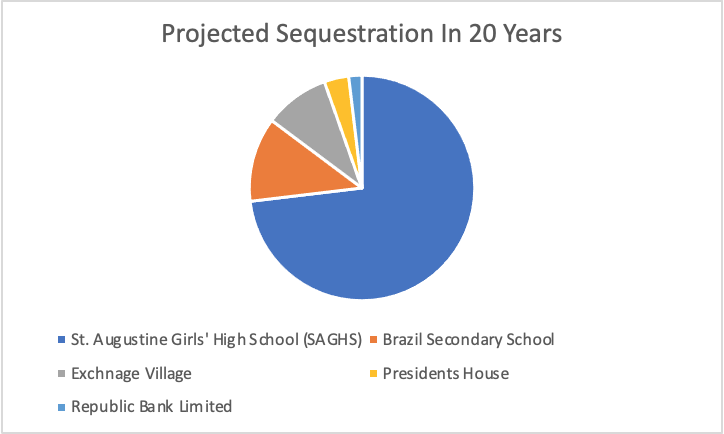 Projected Sequestration In 20 Years
St. Augustine Girls' High School (SAGHS) Brazil Secondary School
Exchnage Village Presidents House
Republic Bank Limited